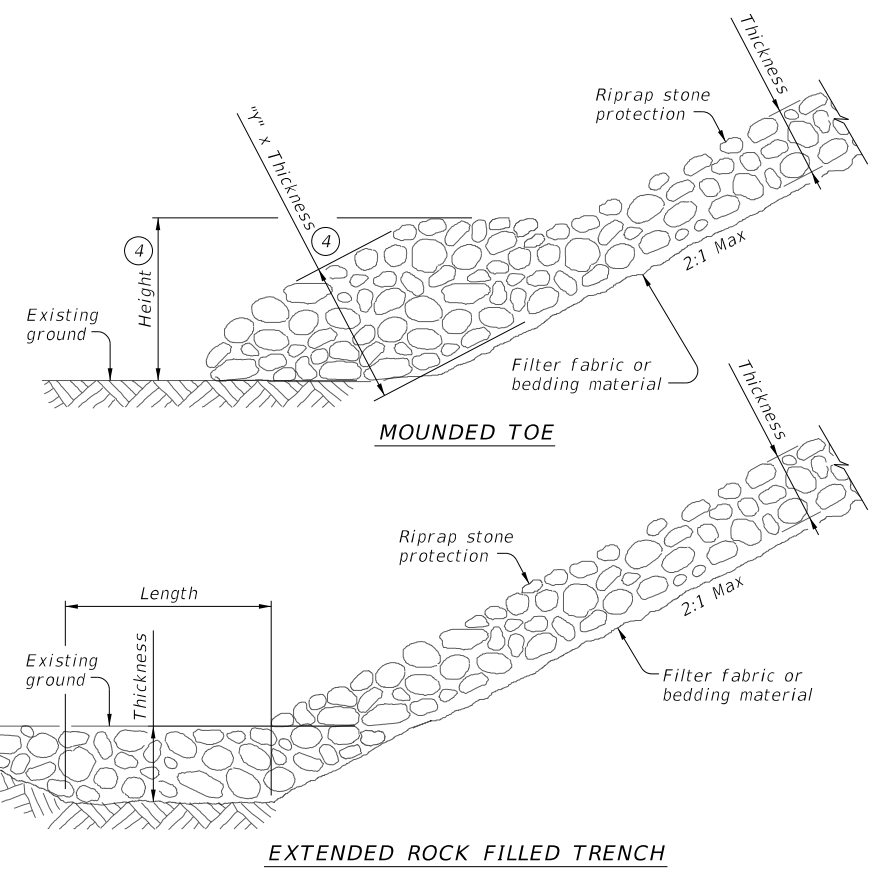 Thickness
Riprap stone
protection
"Y" x Thickness
4
4
Height
2:1 Max
Existing
ground
Filter fabric or
bedding material
MOUNDED TOE
Thickness
Riprap stone
protection
Length
2:1 Max
Existing
ground
Thickness
Filter fabric or
bedding material
EXTENDED ROCK FILLED TRENCH